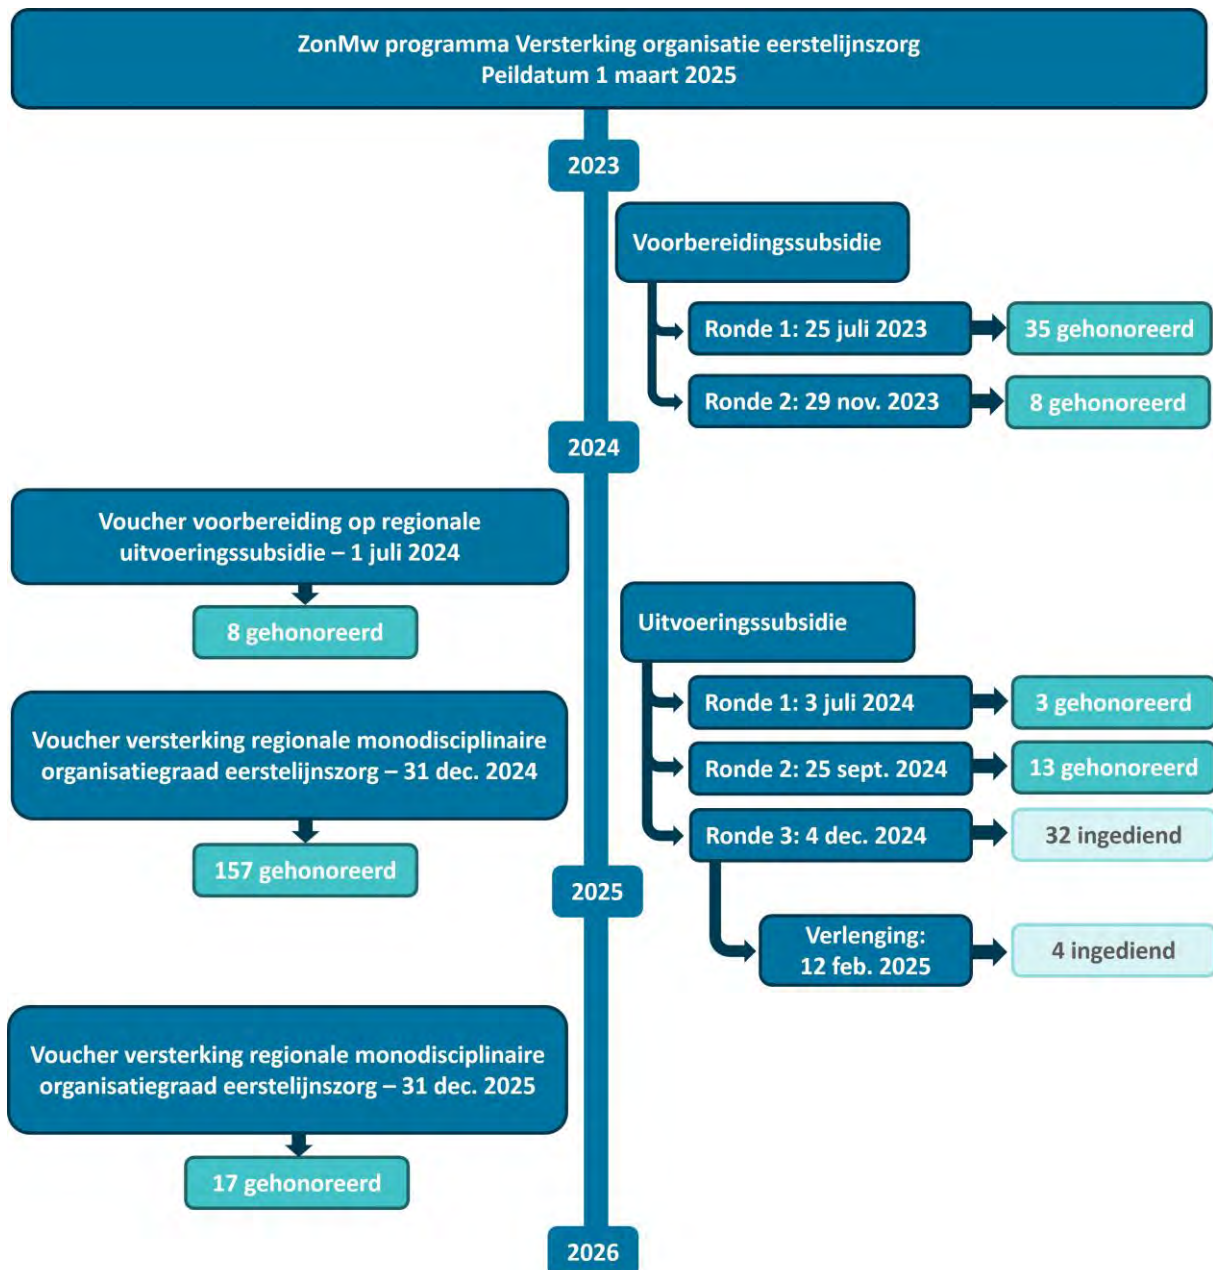 ZonMw programma Versterking organisatie eerstelijnszorg
Peildatum 1 maart 2025
2023
Voorbereidingssubsidie
Ronde 1: 25 juli 2023
35 gehonoreerd
Ronde 2: 29 nov. 2023
8 gehonoreerd
2024
Voucher voorbereiding op regionale
uitvoeringssubsidie – 1 juli 2024
8 gehonoreerd
Uitvoeringssubsidie
Ronde 1: 3 juli 2024
3 gehonoreerd
Ronde 2: 25 sept. 2024
13 gehonoreerd
Ronde 3: 4 dec. 2024
32 ingediend
Voucher versterking regionale monodisciplinaire
organisatiegraad eerstelijnszorg – 31 dec. 2024
157 gehonoreerd
2025
Verlenging:
12 feb. 2025
4 ingediend
Voucher versterking regionale monodisciplinaire
organisatiegraad eerstelijnszorg – 31 dec. 2025
17 gehonoreerd
2026